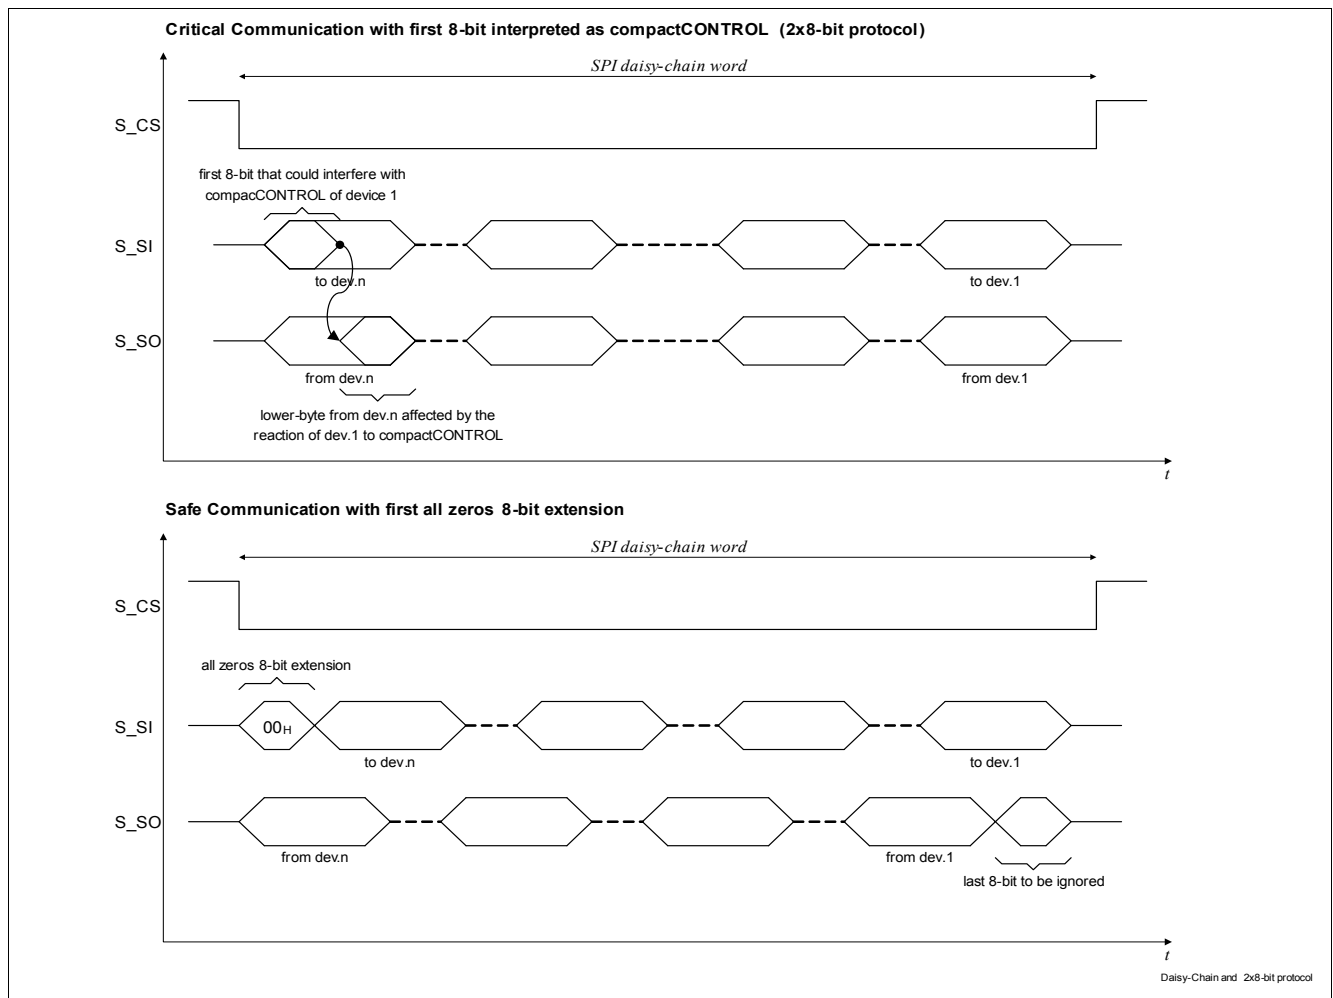 Critical Communication with first 8-bit interpreted as compactCONTROL (2x8-bit protocol)
SPI daisy-chain word
S_CS
first 8-bit that could interfere with
compacCONTROL of device 1
S_SI
to dev.n
to dev.1
S_SO
from dev.n
from dev.1
lower-byte from dev.n affected by the
reaction of dev.1 to compactCONTROL
t
Safe Communication with first all zeros 8-bit extension
SPI daisy-chain word
S_CS
all zeros 8-bit extension
S_SI
00H
to dev.n
to dev.1
S_SO
from dev.n
from dev.1
last 8-bit to be ignored
t
Daisy-Chain and 2x8-bit protocol